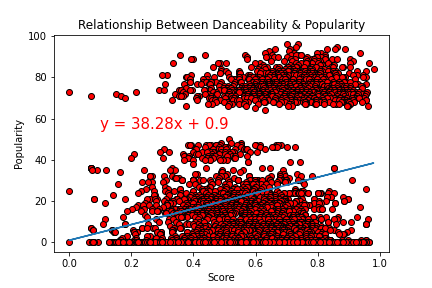 Relationship Between Danceability & Popularity
100
80
60
40
20
0
Popularity
y = 38.28x + 0.9
0.0 0.2 0.4 0.6 0.8 1.0
Score